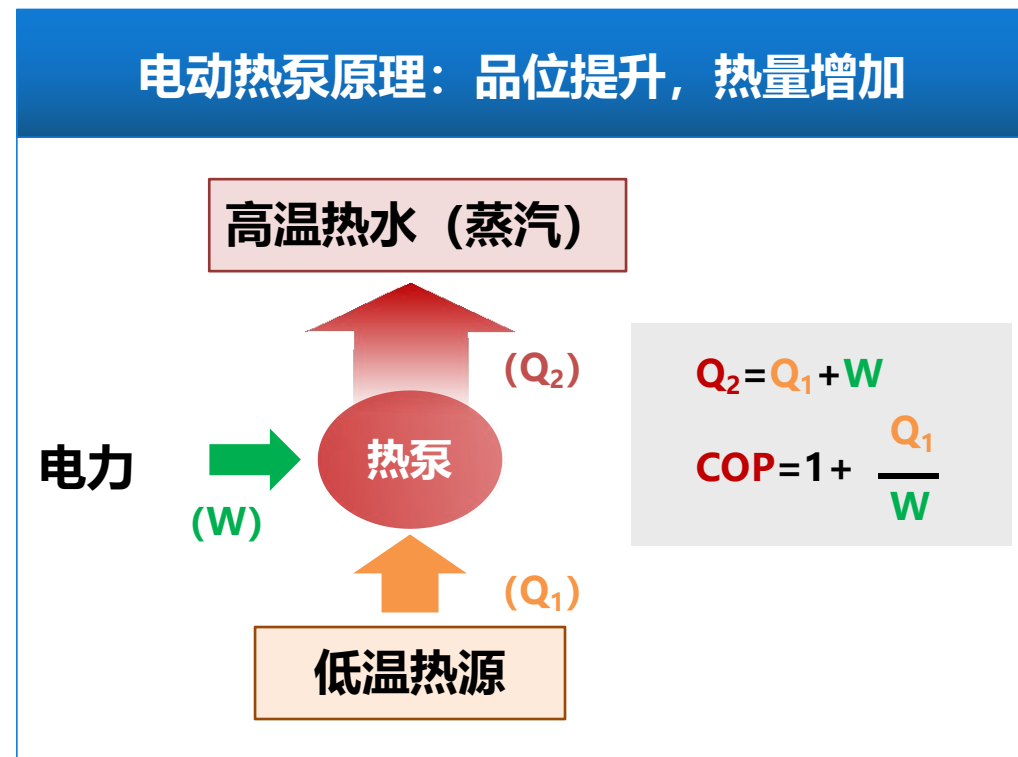 电动热泵原理：品位提升，热量增加
高温热水（蒸汽）
(Q₂)
Q₂=Q₁+W
电力
热泵
COP=1+
Q₁
W
(W)
(Q₁)
低温热源